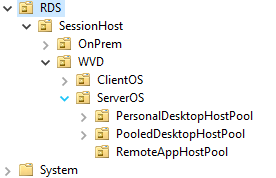 RDS
SessionHost
OnPrem
WVD
ClientOS
ServerOS
PersonalDesktopHostPool
PooledDesktopHostPool
RemoteAppHostPool
System